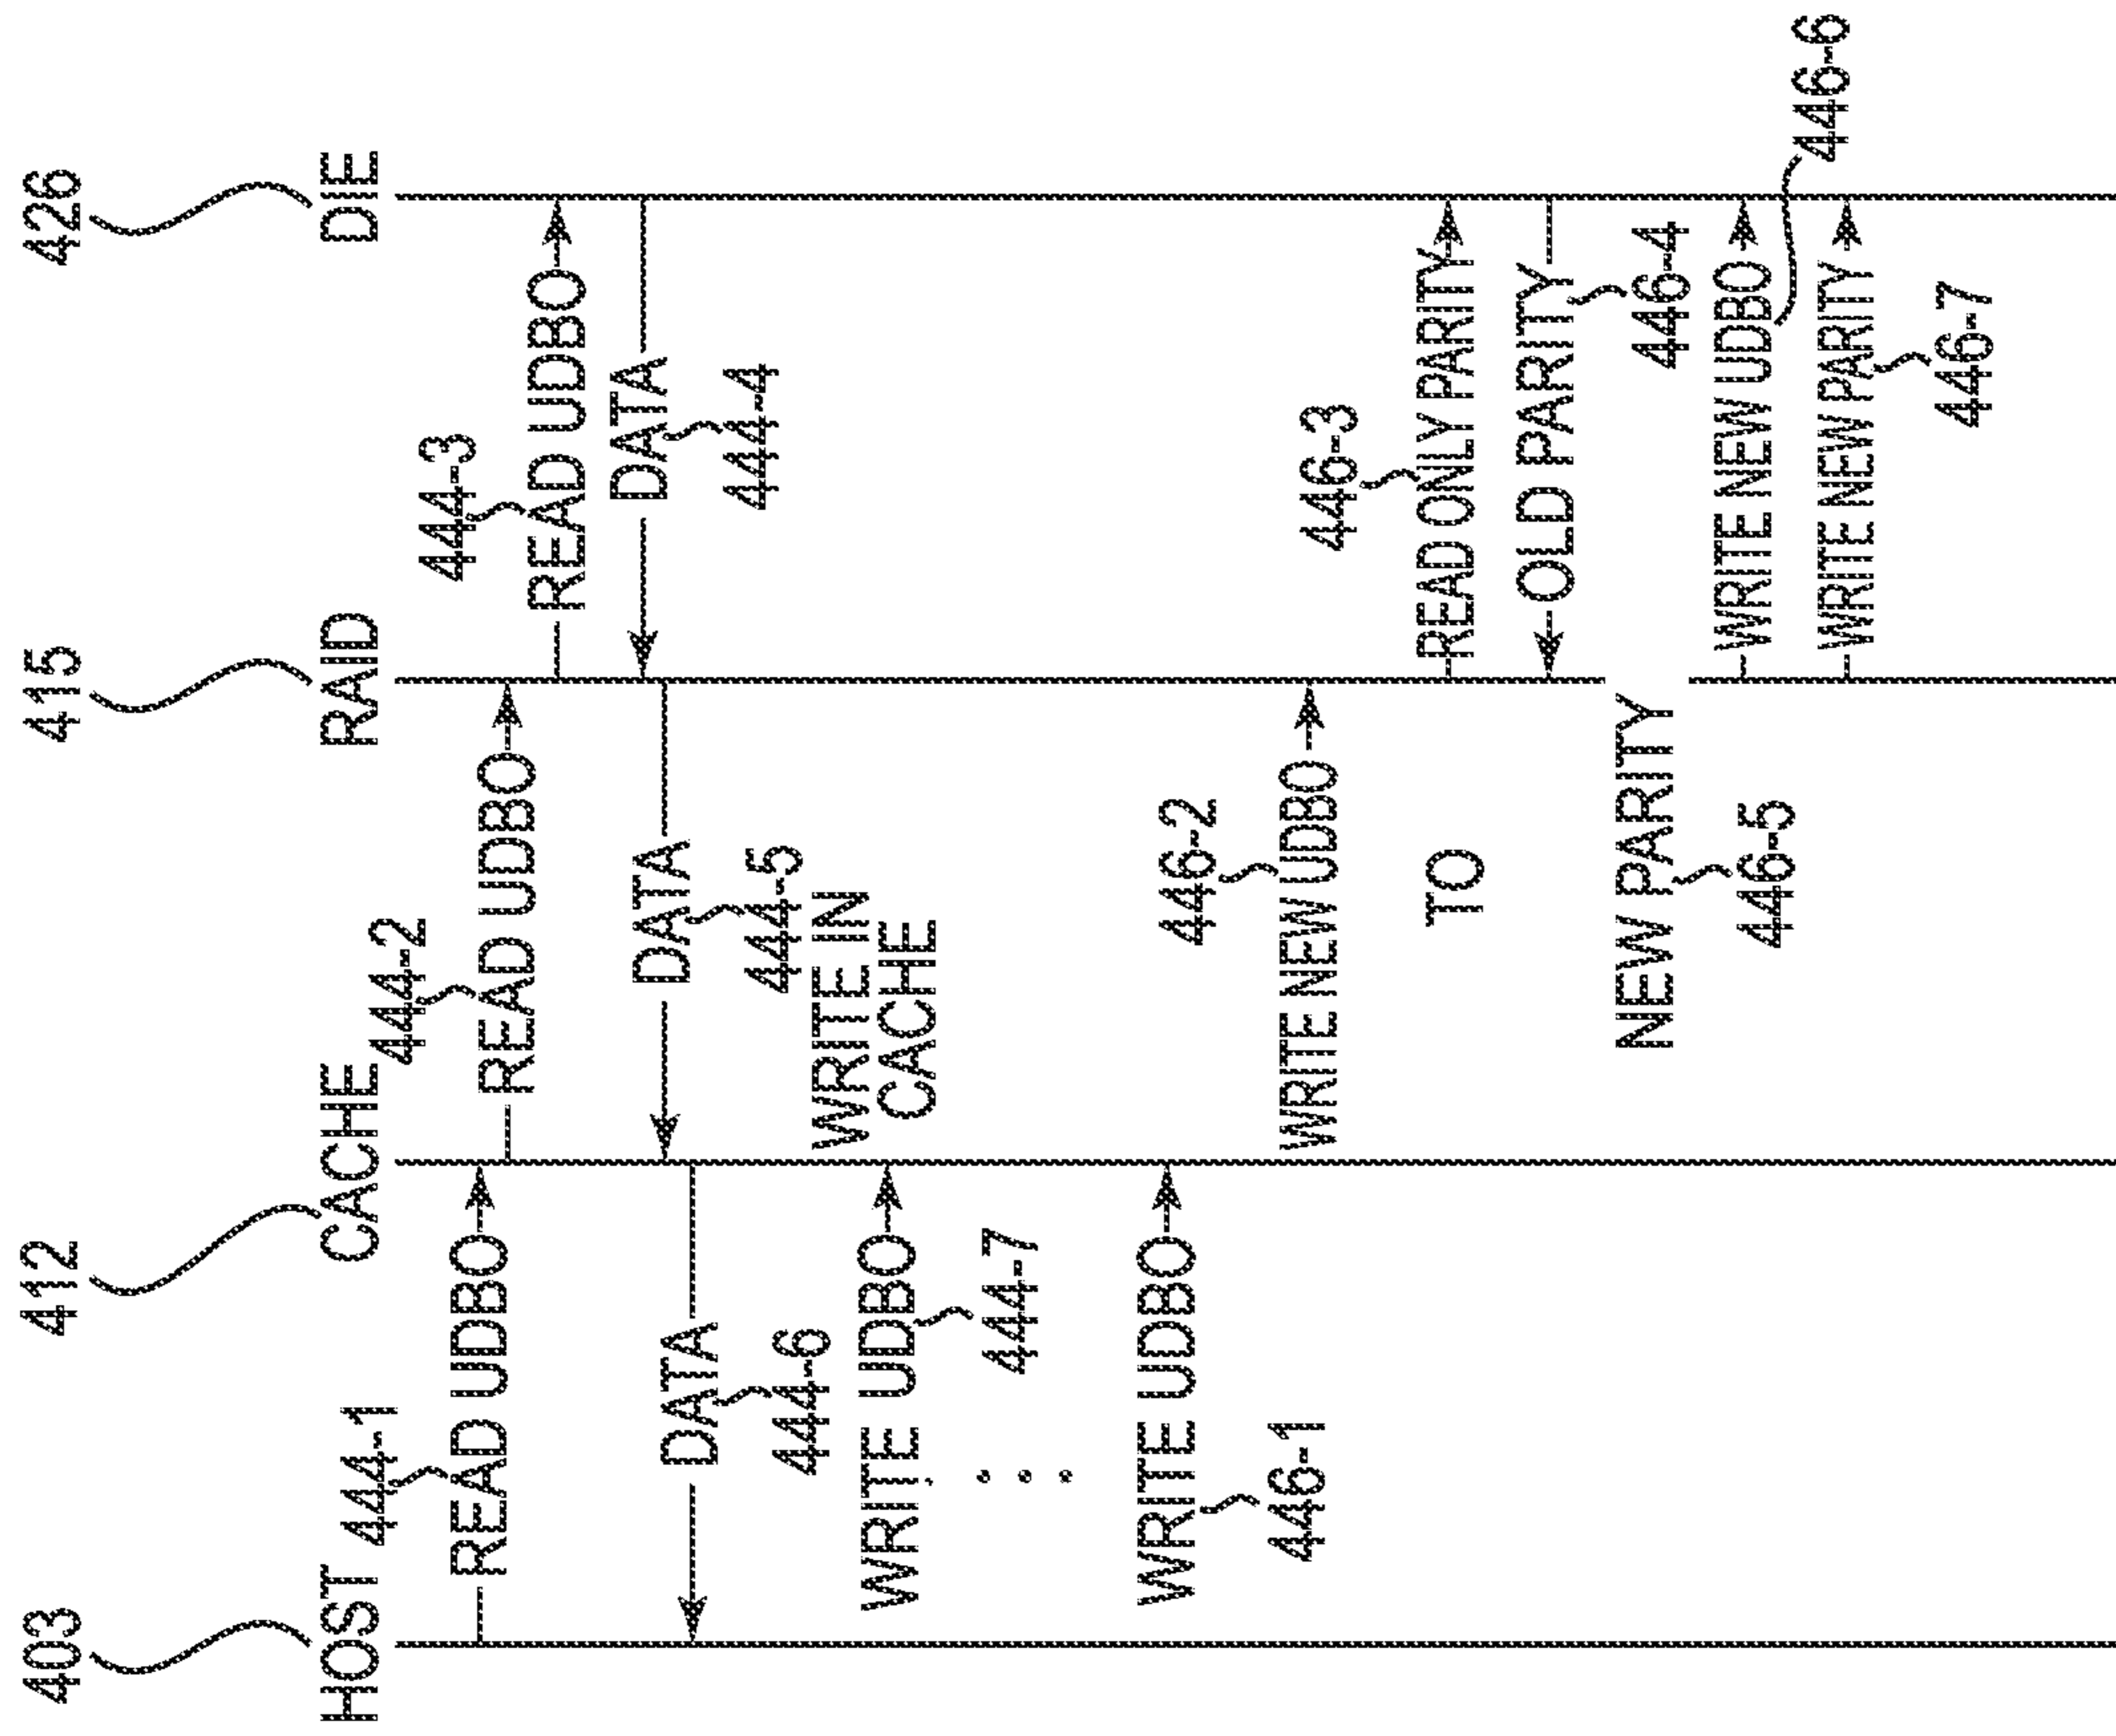 403
412
415
426
HOST
CACHE
RAID
DIE
444-1
READ UDBO
444-2
READ UDBO
444-3
READ UDBO
DATA
444-4
DATA
444-5
DATA
444-6
WRITE IN
CACHE
WRITE UDBO
444-7
WRITE UDBO
446-1
446-2
WRITE NEW UDBO
446-3
READ ONLY PARITY
TO
OLD PARITY
446-4
NEW PARITY
446-5
WRITE NEW UDBO
446-6
WRITE NEW PARITY
446-7